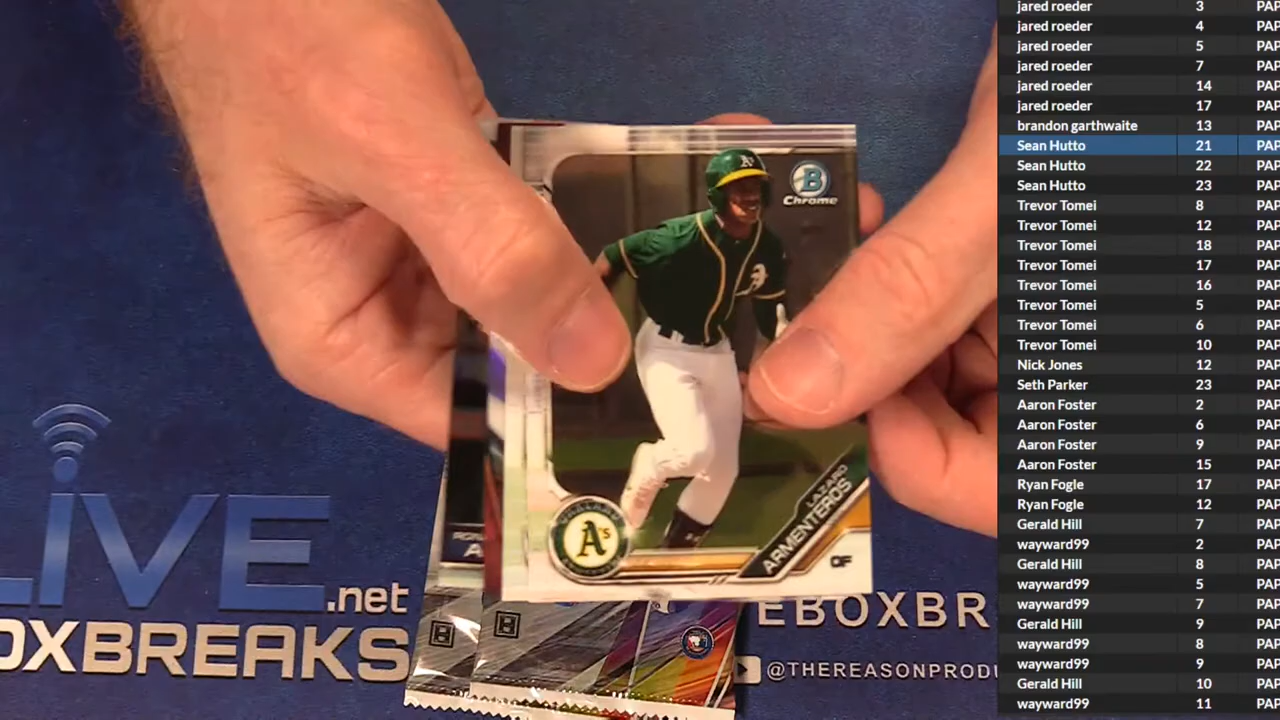 A's
B
Chrome
LAZARO
ARMENTEROS
OF
A's
LIVE.net
OXBREAKS
EBOXBR
@THEREASONPRODU
H
H
jared roeder 3 PAP
jared roeder 4 PAP
jared roeder 5 PAP
jared roeder 7 PAP
jared roeder 14 PAP
jared roeder 17 PAP
brandon garthwaite 13 PAP
Sean Hutto 21 PAP
Sean Hutto 22 PAP
Sean Hutto 23 PAP
Trevor Tomei 8 PAP
Trevor Tomei 12 PAP
Trevor Tomei 18 PAP
Trevor Tomei 17 PAP
Trevor Tomei 16 PAP
Trevor Tomei 5 PAP
Trevor Tomei 6 PAP
Trevor Tomei 10 PAP
Nick Jones 12 PAP
Seth Parker 23 PAP
Aaron Foster 2 PAP
Aaron Foster 6 PAP
Aaron Foster 9 PAP
Aaron Foster 15 PAP
Ryan Fogle 17 PAP
Ryan Fogle 12 PAP
Gerald Hill 7 PAP
wayward99 2 PAP
Gerald Hill 8 PAP
wayward99 5 PAP
wayward99 7 PAP
Gerald Hill 9 PAP
wayward99 8 PAP
wayward99 9 PAP
Gerald Hill 10 PAP
wayward99 11 PAP